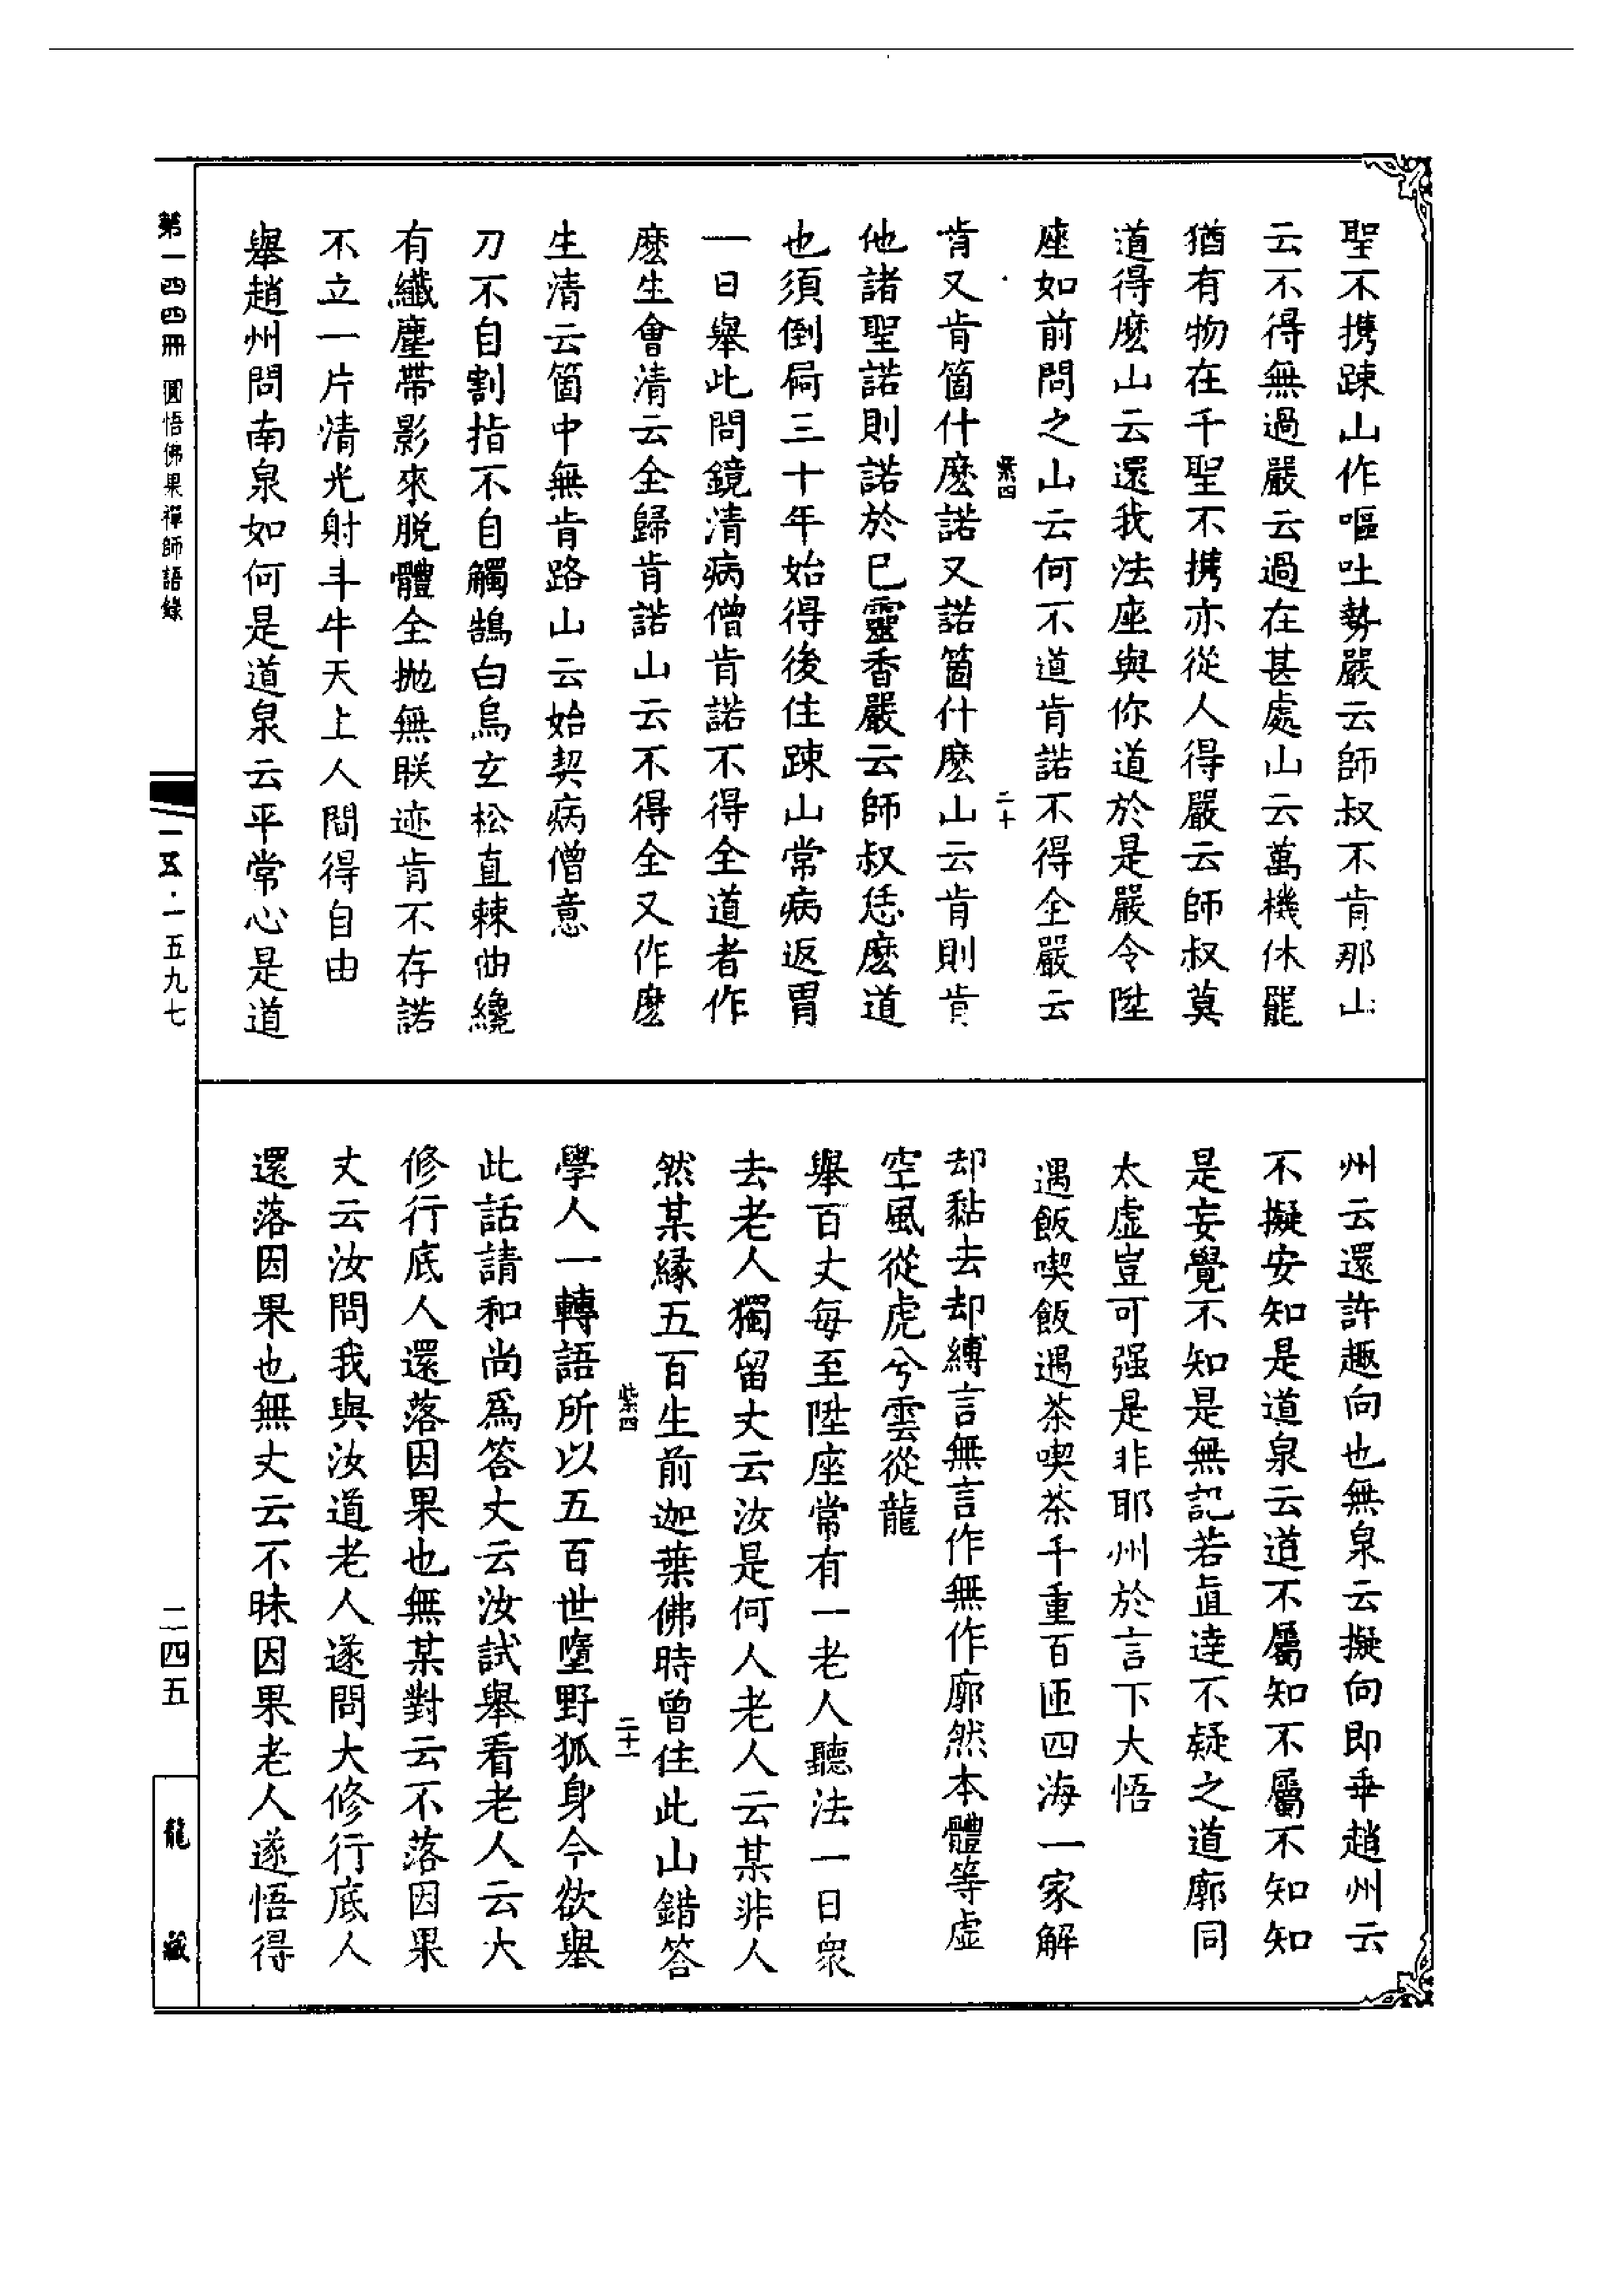 聖不携踈山作嘔吐勢嚴云師叔不肯那山
云不得無過嚴云過在甚處山云萬機休罷
猶有物在千聖不携亦從人得嚴云師叔莫
道得麽山云還我法座與你道於是嚴令陞
座如前問之山云何不道肯諾不得全嚴云
紫四
二十
肯又肯箇什麽諾又諾箇什麽山云肯則肯
他諸聖諾則諾於已靈香嚴云師叔恁麽道
也須倒屙三十年始得後住踈山常病返胃
一日舉此問鏡清病僧肯諾不得全道者作
麽生會清云全歸肯諾山云不得全又作麽
生清云箇中無肯路山云始契病僧意
刀不自割指不自觸鵠白烏玄松直棘曲纔
有纖塵帶影來脱體全抛無朕迹肯不存諾
不立一片清光射斗牛天上人間得自由
舉趙州問南泉如何是道泉云平常心是道
州云還許趣向也無泉云擬向即乖趙州云
不擬安知是道泉云道不屬知不屬不知知
是妄覺不知是無記若眞達不疑之道廓同
太虛豈可强是非耶州於言下大悟
遇飯喫飯遇茶喫茶千重百匝四海一家解
却黏去却縛言無言作無作廓然本體等虛
空風從虎兮雲從龍
舉百丈每至陞座常有一老人聽法一日衆
去老人獨留丈云汝是何人老人云某非人
然某緣五百生前迦葉佛時曾住此山錯答
紫四
二十一
學人一轉語所以五百世墮野狐身今欲舉
此話請和尚爲答丈云汝試舉看老人云大
修行底人還落因果也無某對云不落因果
丈云汝問我與汝道老人遂問大修行底人
還落因果也無丈云不昧因果老人遂悟得
第一四四冊 圓悟佛果禪師語錄
一五九七
二四五
龍藏